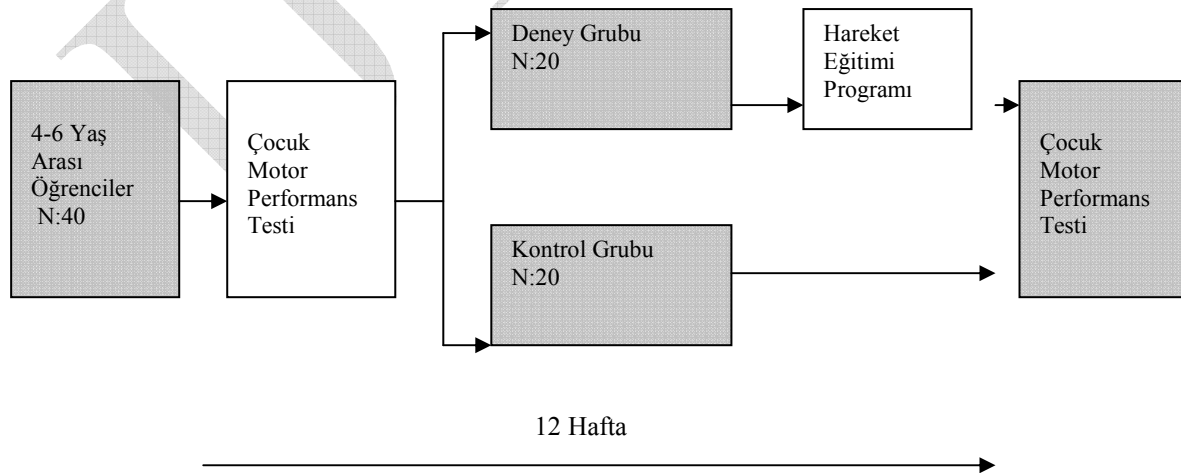 4-6 Yaş
Arası
Öğrenciler
N:40
Çocuk
Motor
Performans
Testi
Deney Grubu
N:20
Hareket
Eğitimi
Programı
Kontrol Grubu
N:20
Çocuk
Motor
Performans
Testi
12 Hafta